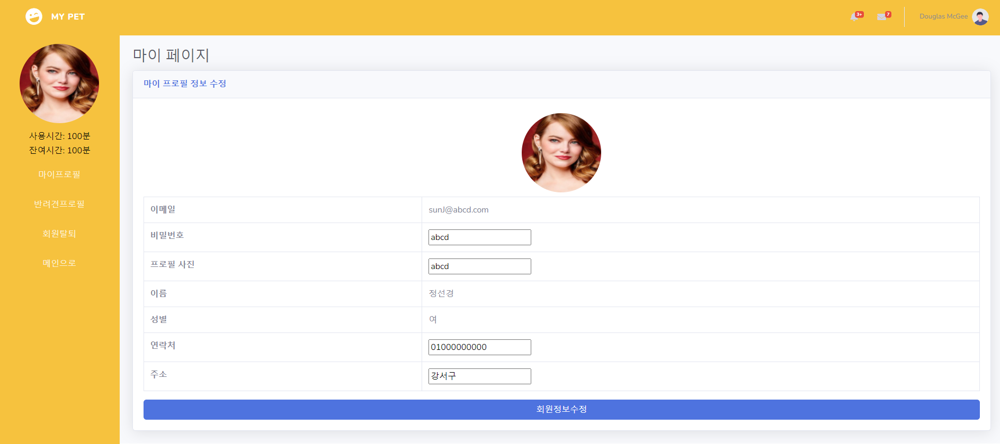 MY PET
3+
7
Douglas McGee
사용시간: 100분
잔여시간: 100분
마이프로필
반려견프로필
회원탈퇴
메인으로
마이 페이지
마이 프로필 정보 수정
이메일 sunJ@abcd.com
비밀번호 abcd
프로필 사진 abcd
이름 정선경
성별 여
연락처 01000000000
주소 강서구
회원정보수정